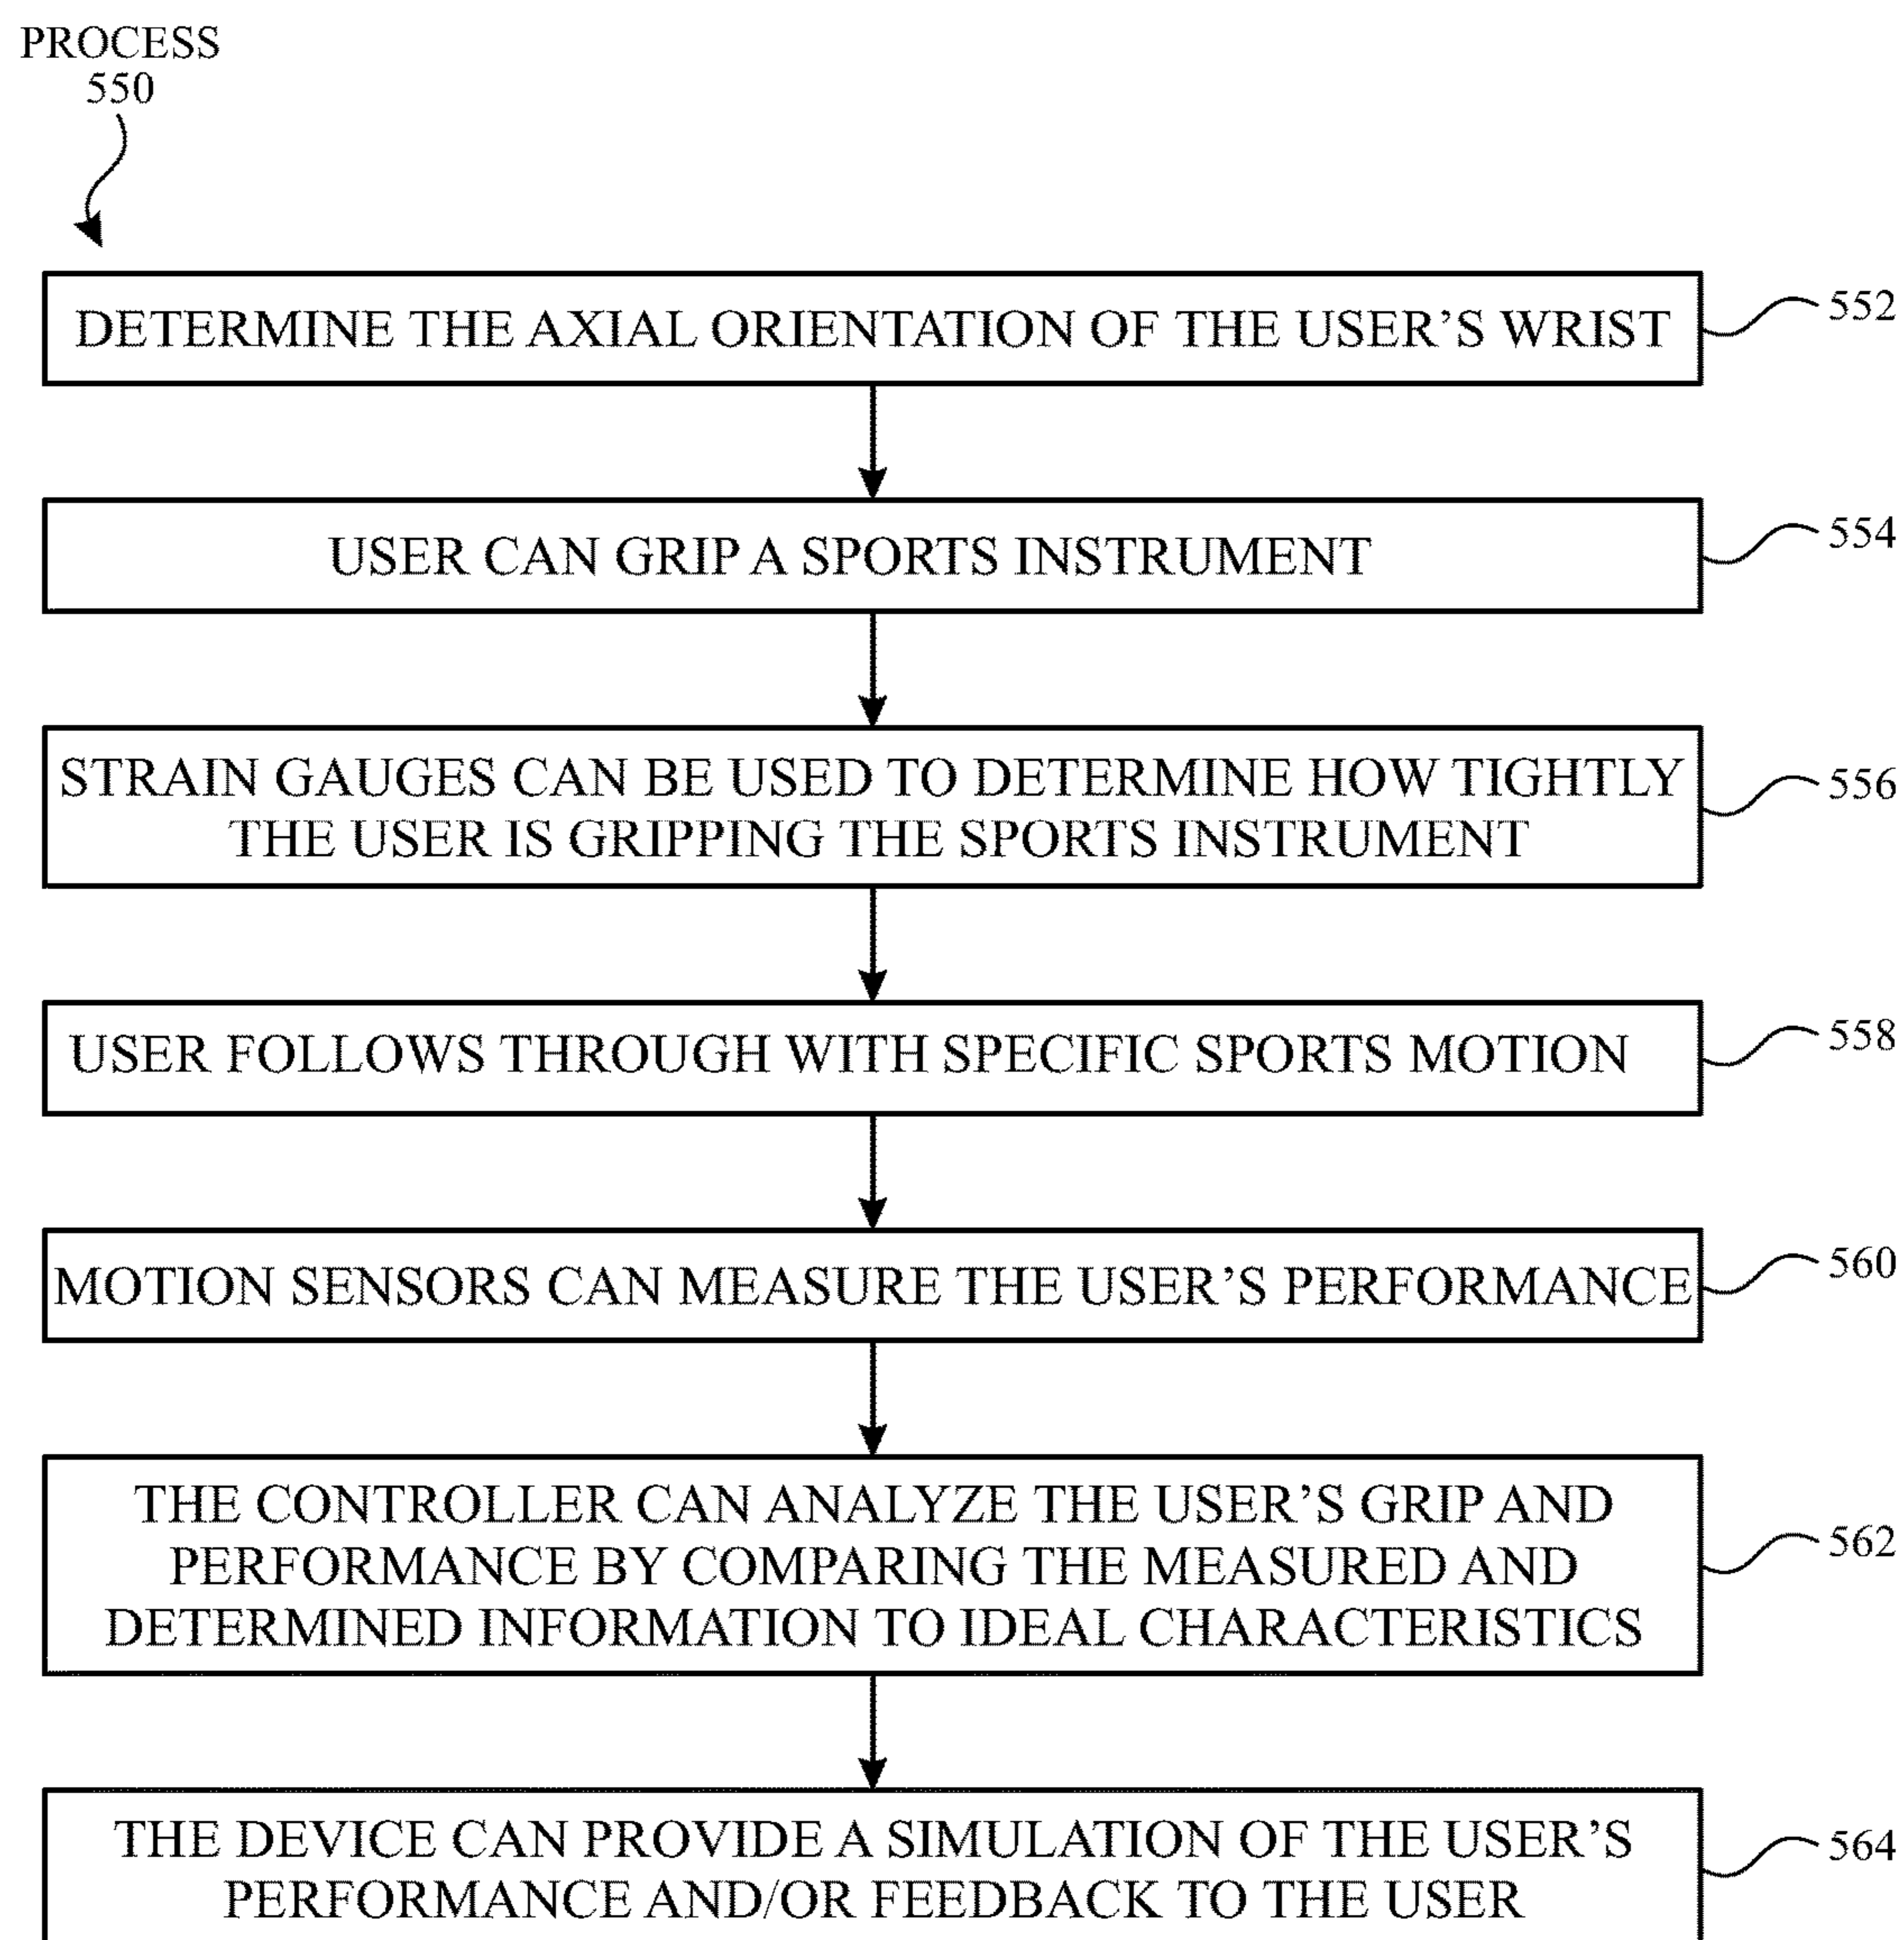 PROCESS
550
DETERMINE THE AXIAL ORIENTATION OF THE USER’S WRIST
552
USER CAN GRIP A SPORTS INSTRUMENT
554
STRAIN GAUGES CAN BE USED TO DETERMINE HOW TIGHTLY
THE USER IS GRIPPING THE SPORTS INSTRUMENT
556
USER FOLLOWS THROUGH WITH SPECIFIC SPORTS MOTION
558
MOTION SENSORS CAN MEASURE THE USER’S PERFORMANCE
560
THE CONTROLLER CAN ANALYZE THE USER’S GRIP AND
PERFORMANCE BY COMPARING THE MEASURED AND
DETERMINED INFORMATION TO IDEAL CHARACTERISTICS
562
THE DEVICE CAN PROVIDE A SIMULATION OF THE USER’S
PERFORMANCE AND/OR FEEDBACK TO THE USER
564